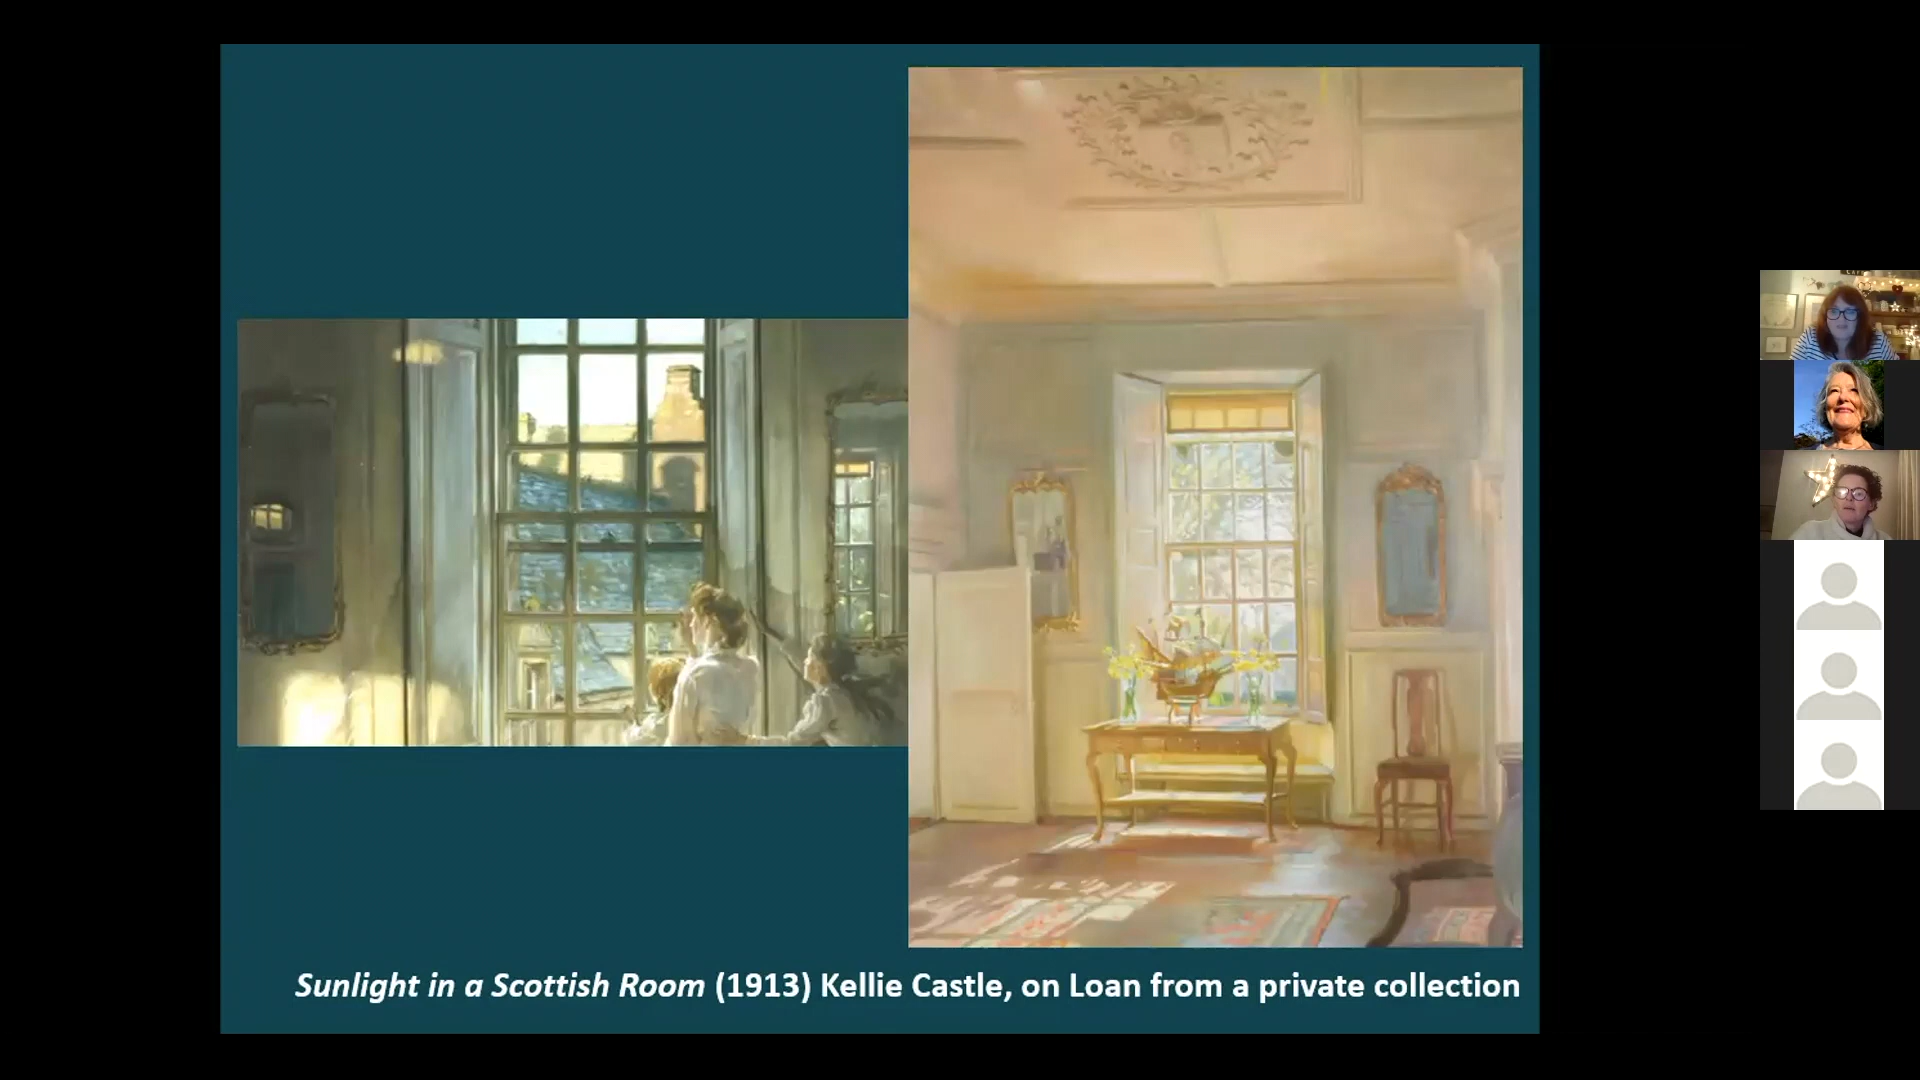 Sunlight in a Scottish Room (1913) Kellie Castle, on Loan from a private collection